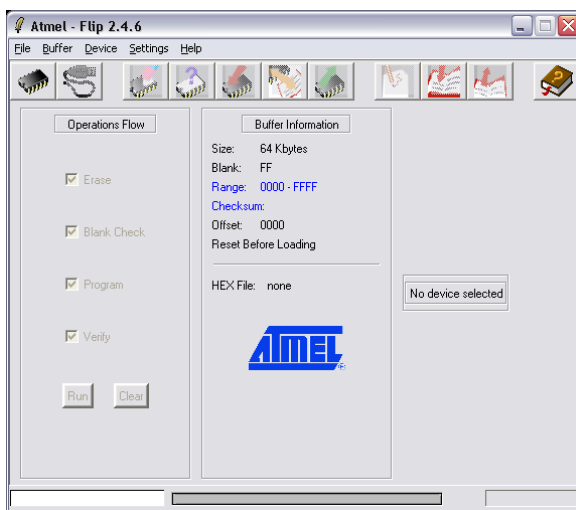 Atmel - Flip 2.4.6
File Buffer Device Settings Help
Operations Flow
Erase
Blank Check
Program
Verify
Run Clear
Buffer Information
Size: 64 Kbytes
Blank: FF
Range: 0000 - FFFF
Checksum:
Offset: 0000
Reset Before Loading
HEX File: none
ATMEL
No device selected